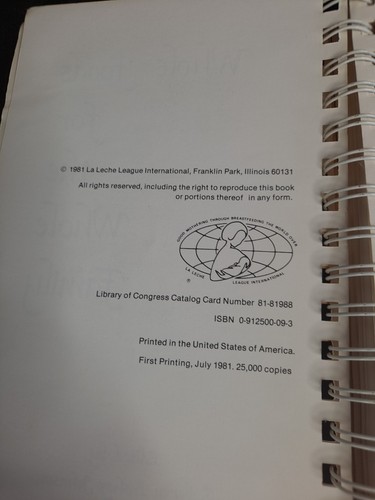 © 1981 La Leche League International, Franklin Park, Illinois 60131
All rights reserved, including the right to reproduce this book
or portions thereof in any form.
GOOD MOTHERING THROUGH BREASTFEEDING THE WORLD OVER
LA LECHE LEAGUE INTERNATIONAL
®
Library of Congress Catalog Card Number 81-81988
ISBN 0-912500-09-3
Printed in the United States of America.
First Printing, July 1981. 25,000 copies